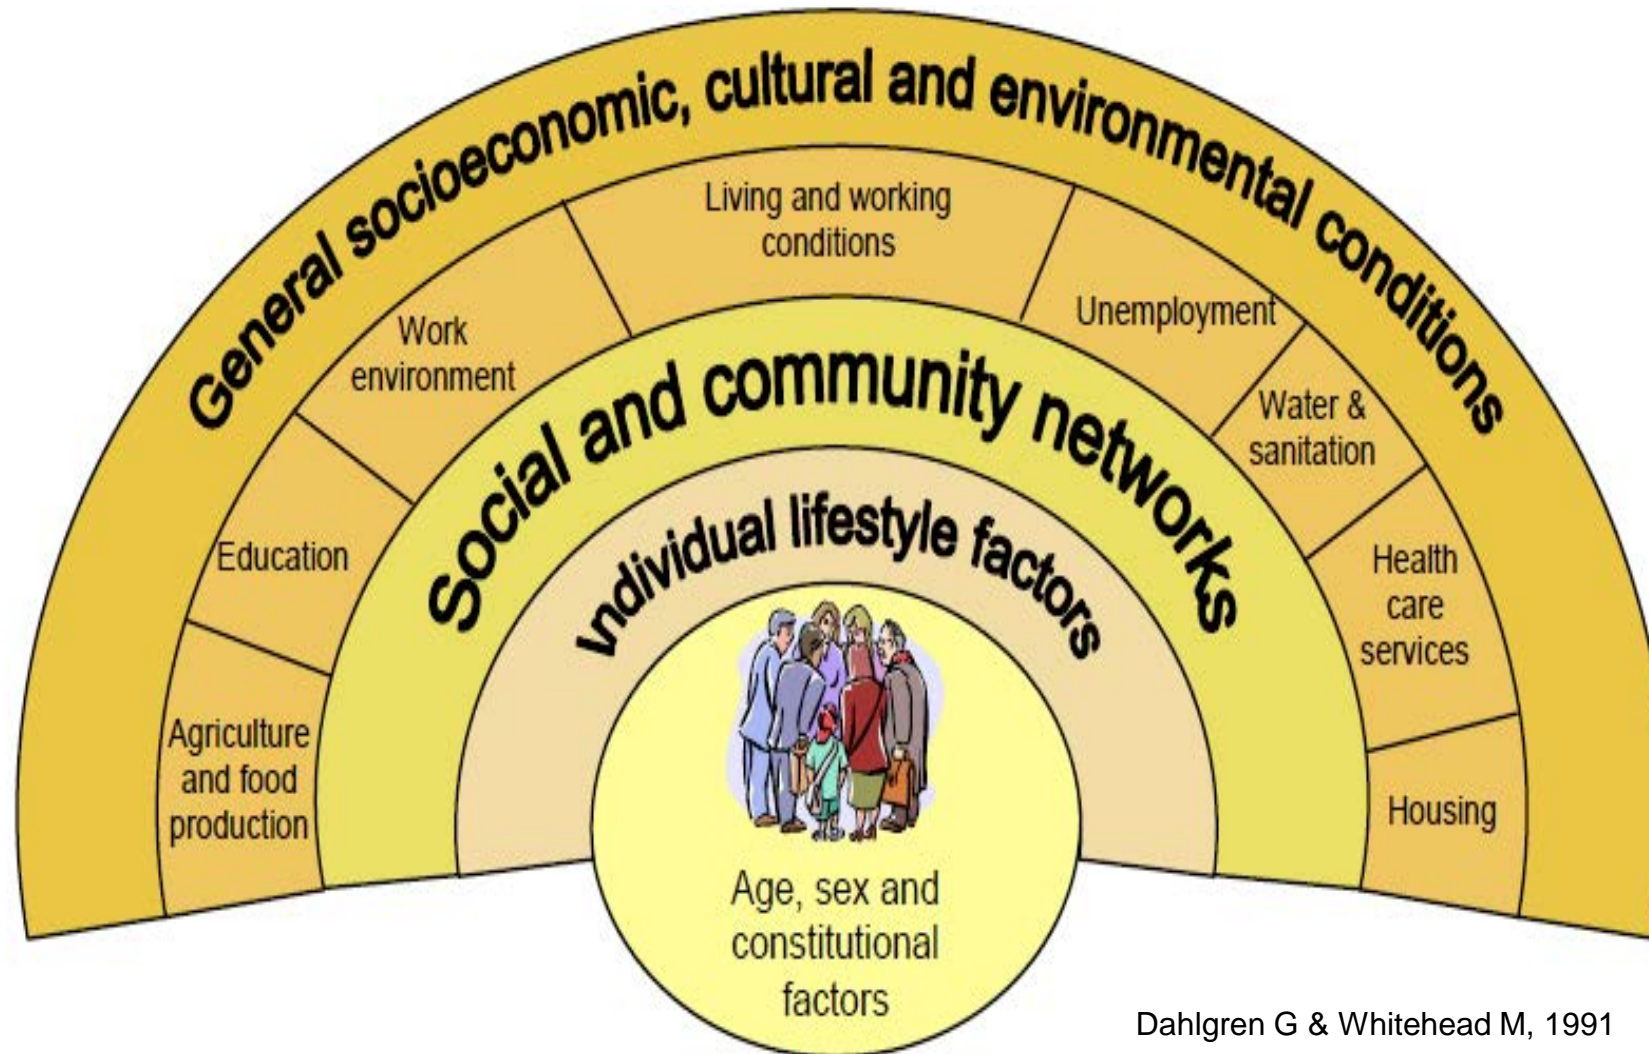 General socioeconomic, cultural and environmental conditions
Living and working
conditions
Work
environment
Unemployment
Education
Water &
sanitation
Agriculture
and food
production
Health
care
services
Housing
Social and community networks
Individual lifestyle factors
Age, sex and
constitutional
factors
Dahlgren G & Whitehead M, 1991